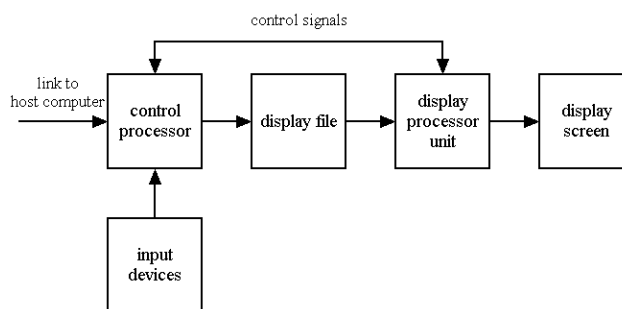 control signals
link to
host computer
control
processor
display file
display
processor
unit
display
screen
input
devices